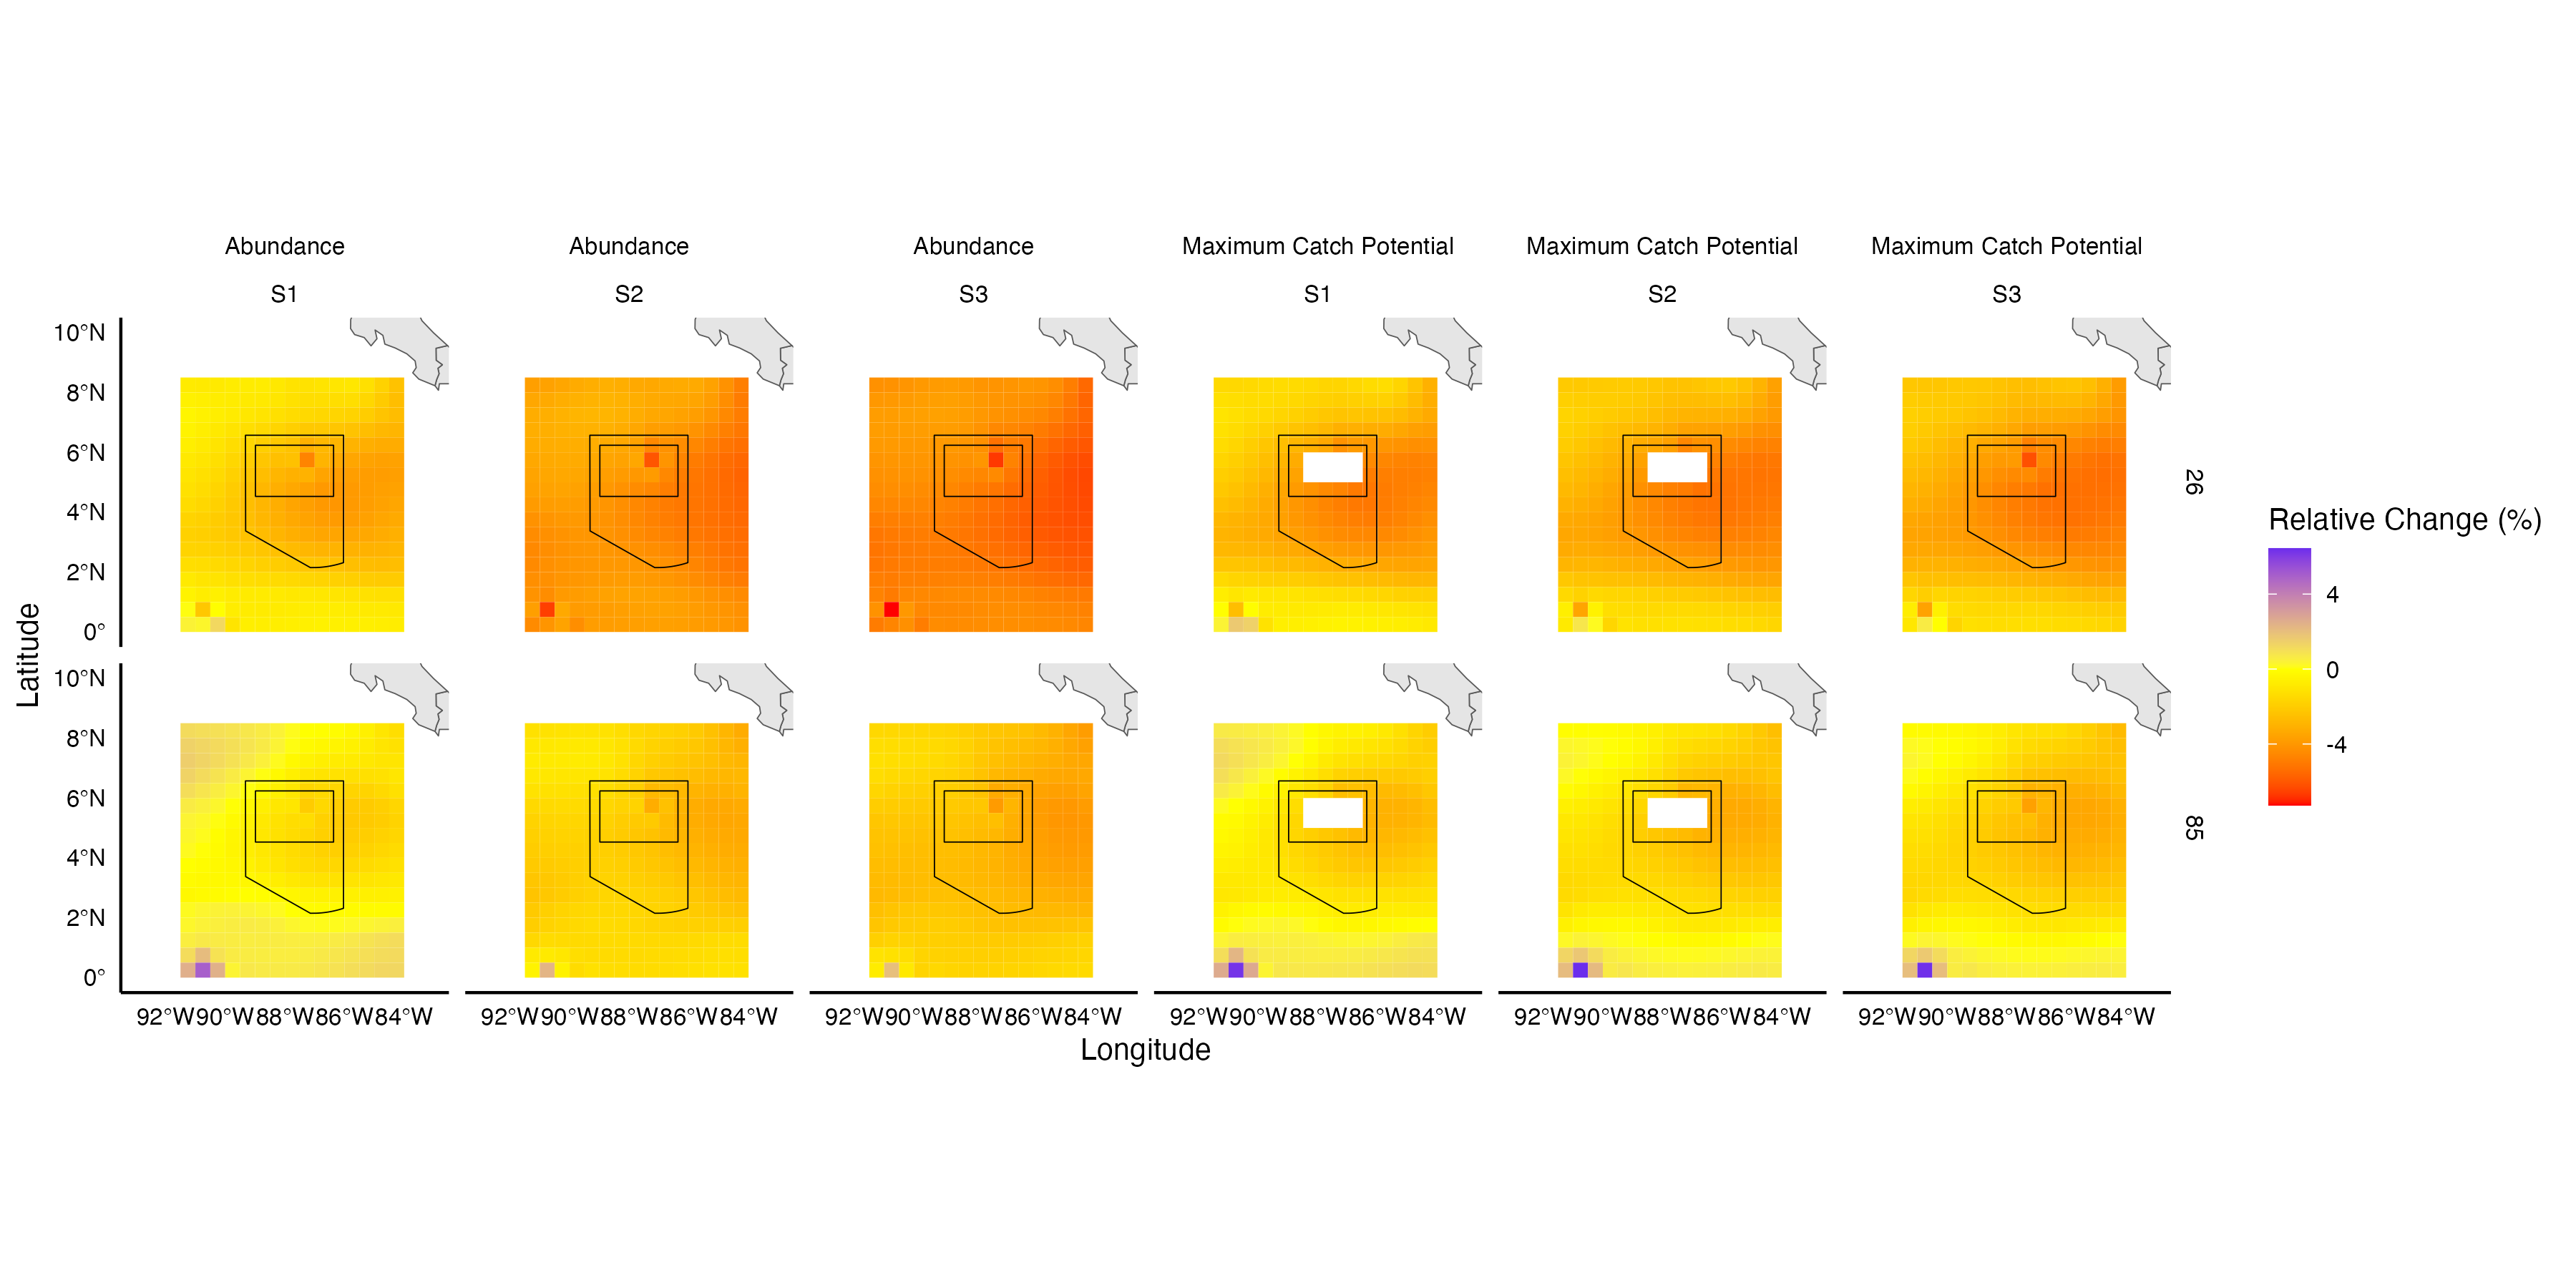 Abundance Abundance Abundance Maximum Catch Potential Maximum Catch Potential Maximum Catch Potential
S1 S2 S3 S1 S2 S3
10°N
8°N
6°N
4°N
2°N
0°
26
10°N
8°N
6°N
4°N
2°N
0°
85
Latitude
92°W90°W88°W86°W84°W 92°W90°W88°W86°W84°W 92°W90°W88°W86°W84°W 92°W90°W88°W86°W84°W 92°W90°W88°W86°W84°W 92°W90°W88°W86°W84°W
Longitude
Relative Change (%)
4
0
-4